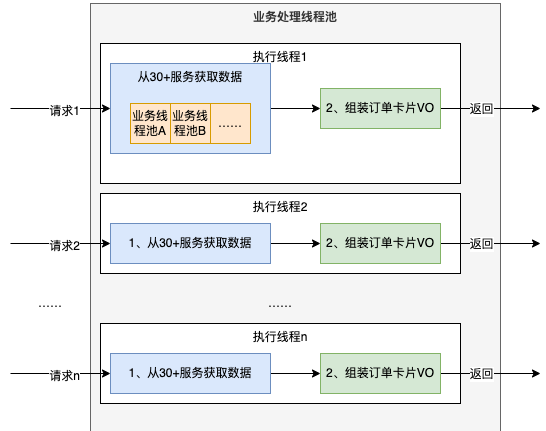 业务处理线程池
执行线程1
从30+服务获取数据
业务线
程池A
业务线
程池B
......
2、组装订单卡片VO
请求1
返回
执行线程2
1、从30+服务获取数据
2、组装订单卡片VO
请求2
返回
......
......
执行线程n
1、从30+服务获取数据
2、组装订单卡片VO
请求n
返回